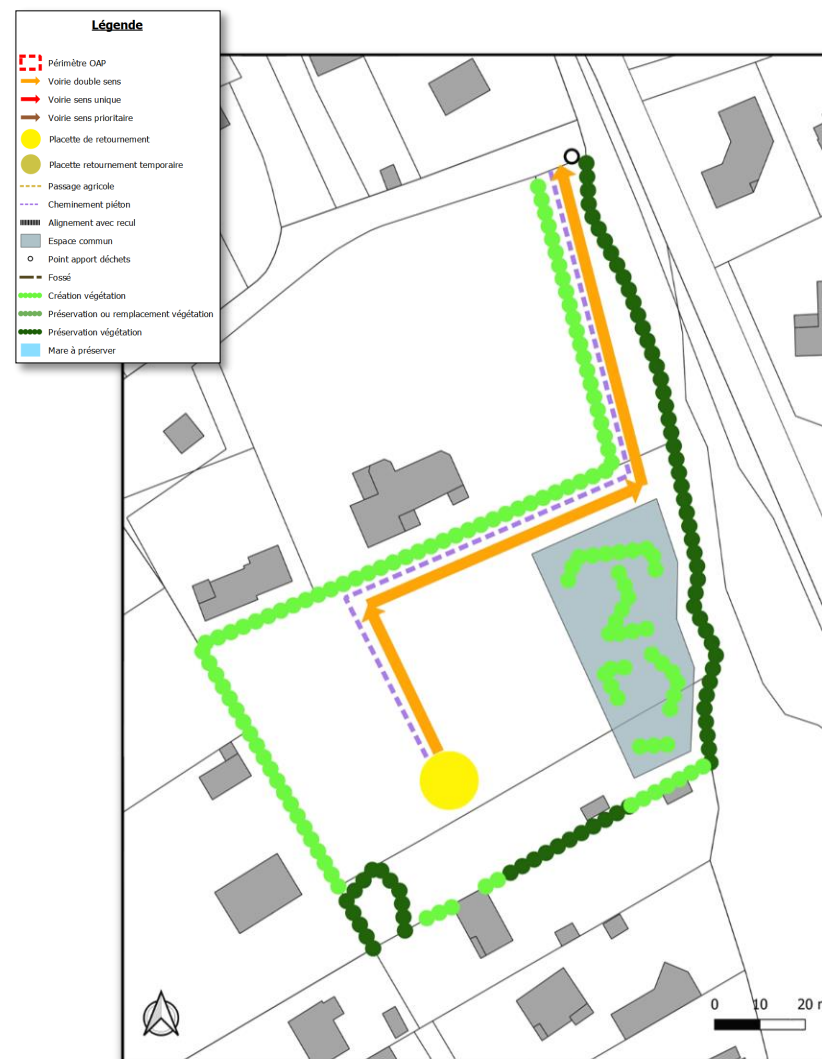 Légende
Périmètre OAP
Voirie double sens
Voirie sens unique
Voirie sens prioritaire
Placette de retournement
Placette retournement temporaire
Passage agricole
Cheminement piéton
Alignement avec recul
Espace commun
Point apport déchets
Fossé
Création végétation
Préservation ou remplacement végétation
Préservation végétation
Mare à préserver
0 10 20 m